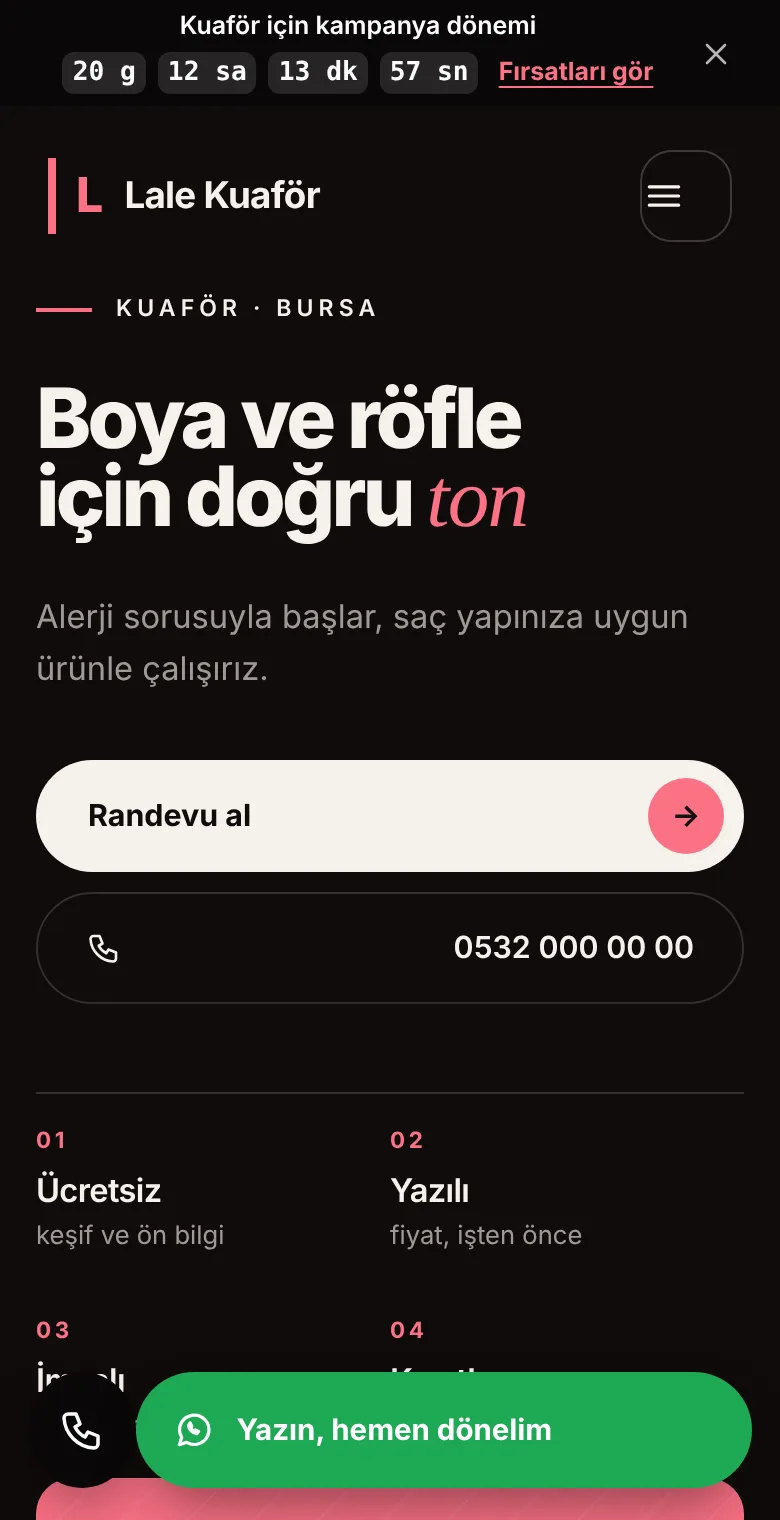 Kuaför için kampanya dönemi
20 g 12 sa 13 dk 57 sn Fırsatları gör
L Lale Kuaför
KUAFÖR · BURSA
Boya ve röfle
için doğru ton
Alerji sorusuyla başlar, saç yapınıza uygun
ürünle çalışırız.
Randevu al
0532 000 00 00
01
Ücretsiz
keşif ve ön bilgi
02
Yazılı
fiyat, işten önce
03
04
Yazın, hemen dönelim